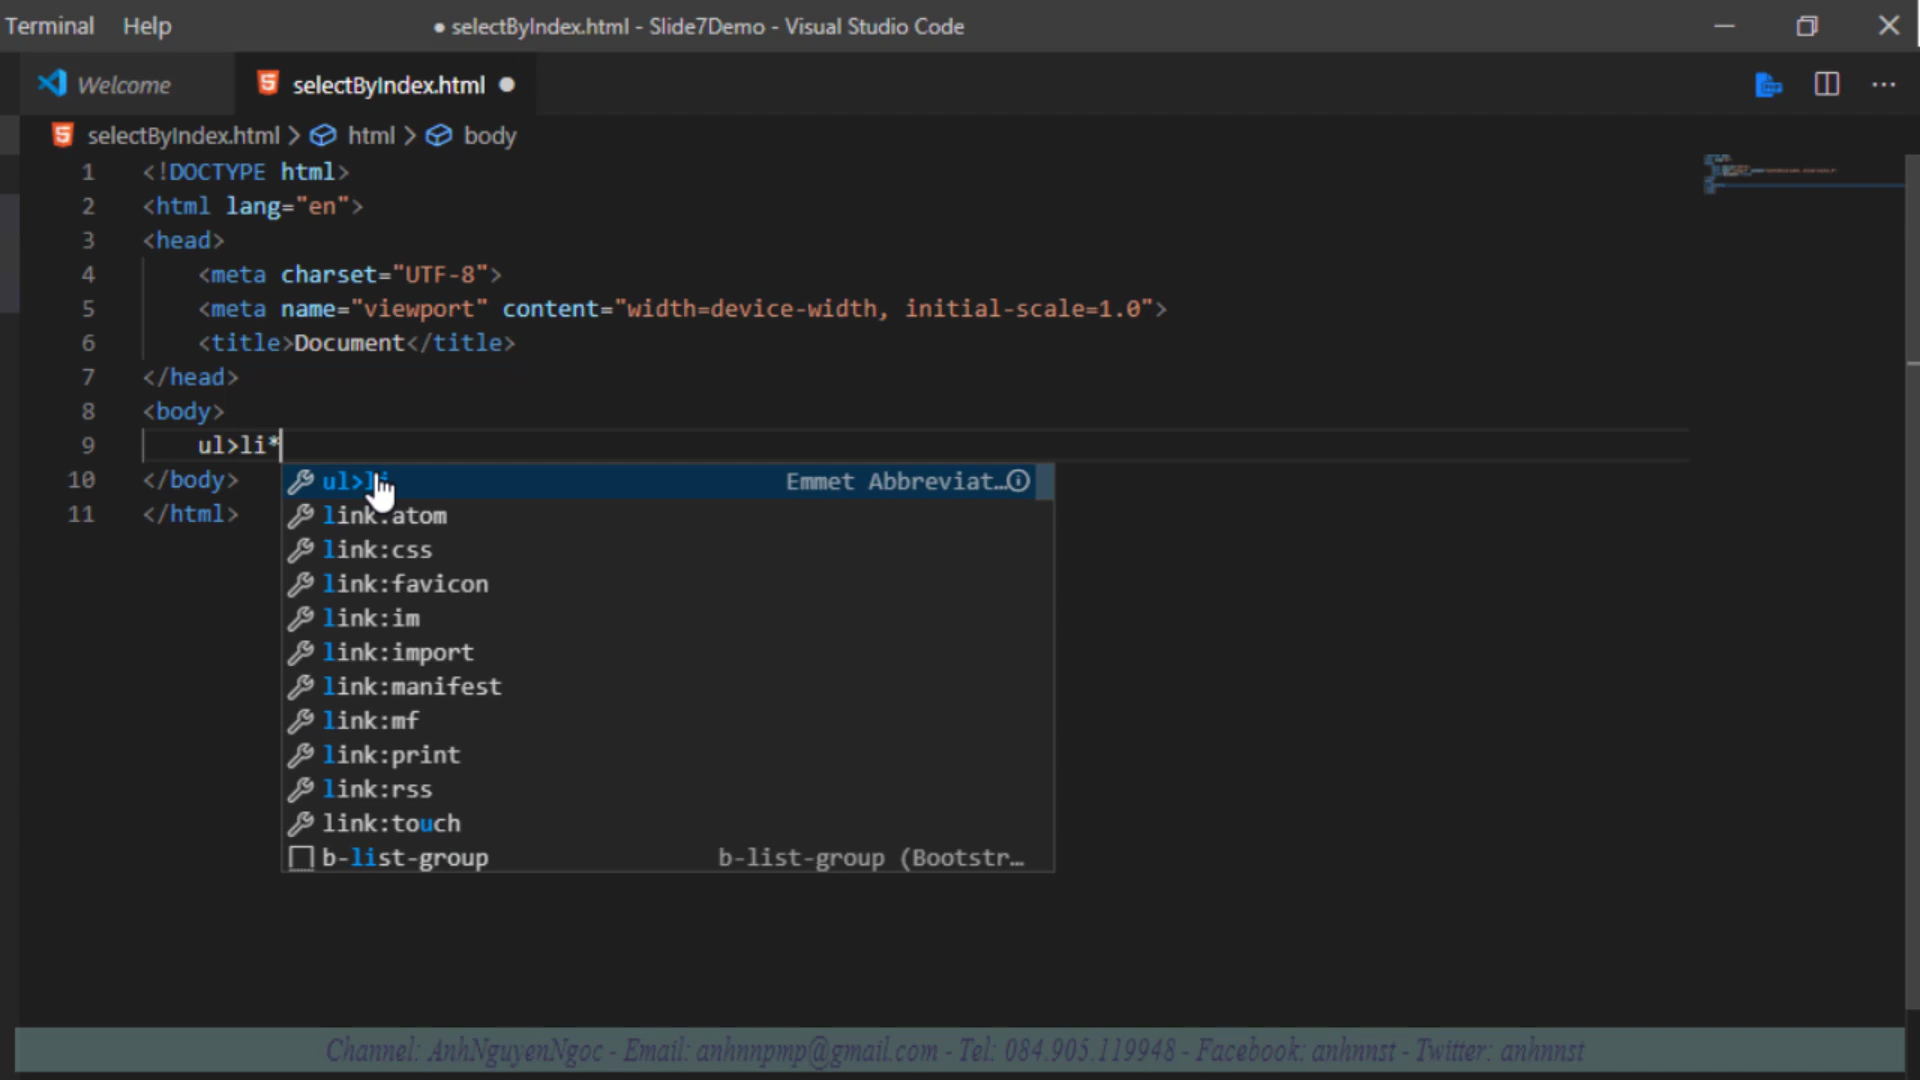 Terminal Help ● selectByIndex.html - Slide7Demo - Visual Studio Code
Welcome selectByIndex.html
selectByIndex.html > html > body
1 <!DOCTYPE html>
2 <html lang="en">
3 <head>
4 <meta charset="UTF-8">
5 <meta name="viewport" content="width=device-width, initial-scale=1.0">
6 <title>Document</title>
7 </head>
8 <body>
9 ul>li*
10 </body>
11 </html>
ul>li Emmet Abbreviat…
link:atom
link:css
link:favicon
link:im
link:import
link:manifest
link:mf
link:print
link:rss
link:touch
b-list-group b-list-group (Bootstr…
Channel: AnhNguyenNgoc - Email: anhnnpmp@gmail.com - Tel: 084.905.119948 - Facebook: anhnnst - Twitter: anhnnst